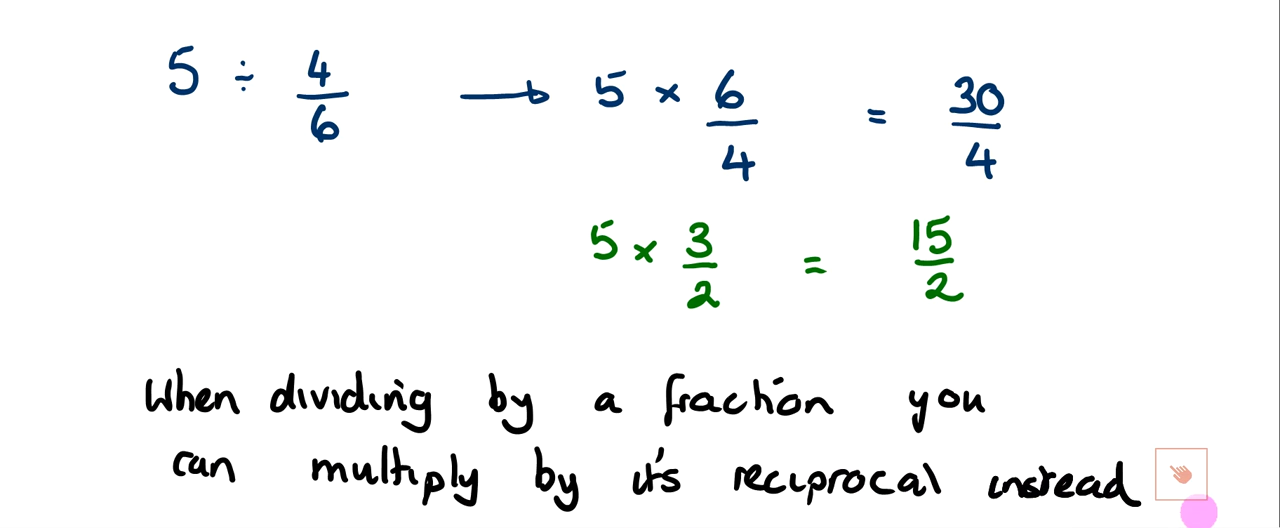 5 ÷ 4/6 → 5 × 6/4 = 30/4
5 × 3/2 = 15/2
When dividing by a fraction you
can multiply by it's reciprocal instead